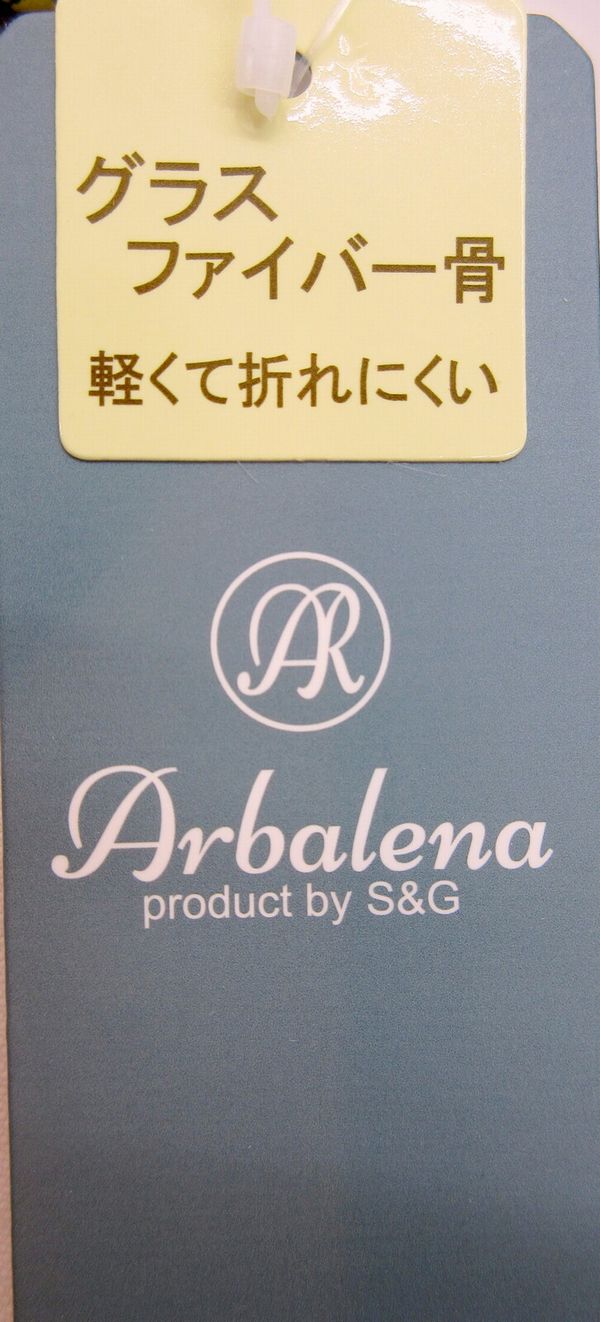 グラス
ファイバー骨
軽くて折れにくい
AR
Arbalena
product by S&G